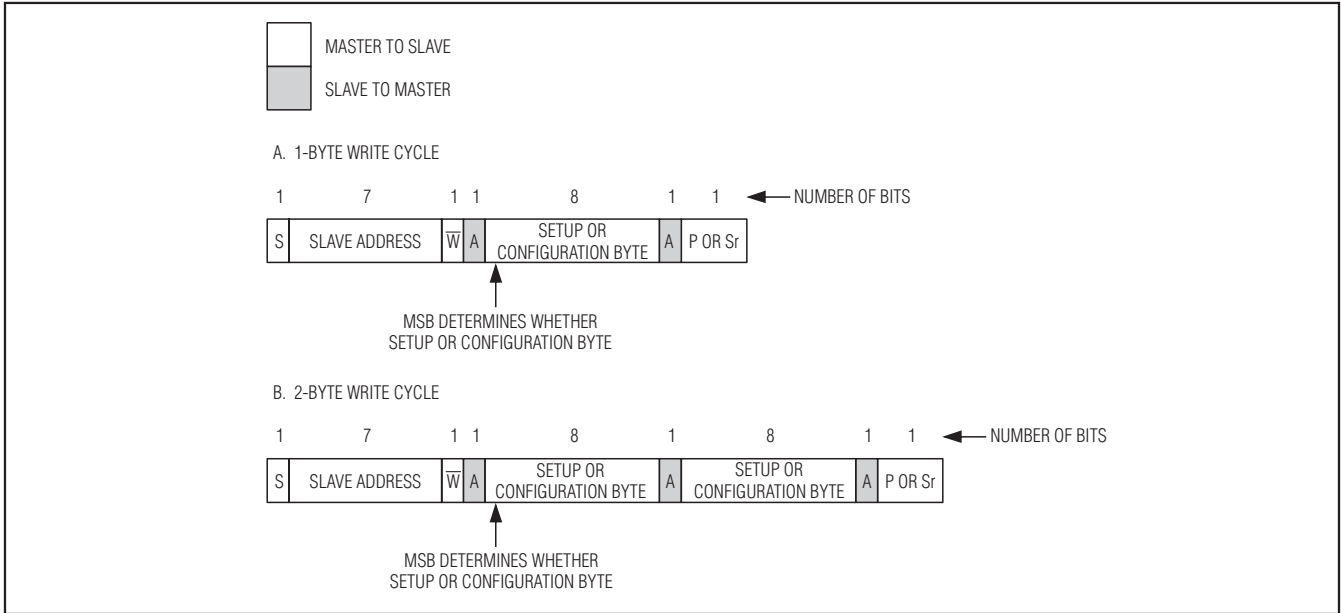 MASTER TO SLAVE
SLAVE TO MASTER
A. 1-BYTE WRITE CYCLE
1 7 1 1 8 1 1 NUMBER OF BITS
S SLAVE ADDRESS W̅ A SETUP OR CONFIGURATION BYTE A P OR Sr
MSB DETERMINES WHETHER
SETUP OR CONFIGURATION BYTE
B. 2-BYTE WRITE CYCLE
1 7 1 1 8 1 8 1 1 NUMBER OF BITS
S SLAVE ADDRESS W̅ A SETUP OR CONFIGURATION BYTE A SETUP OR CONFIGURATION BYTE A P OR Sr
MSB DETERMINES WHETHER
SETUP OR CONFIGURATION BYTE